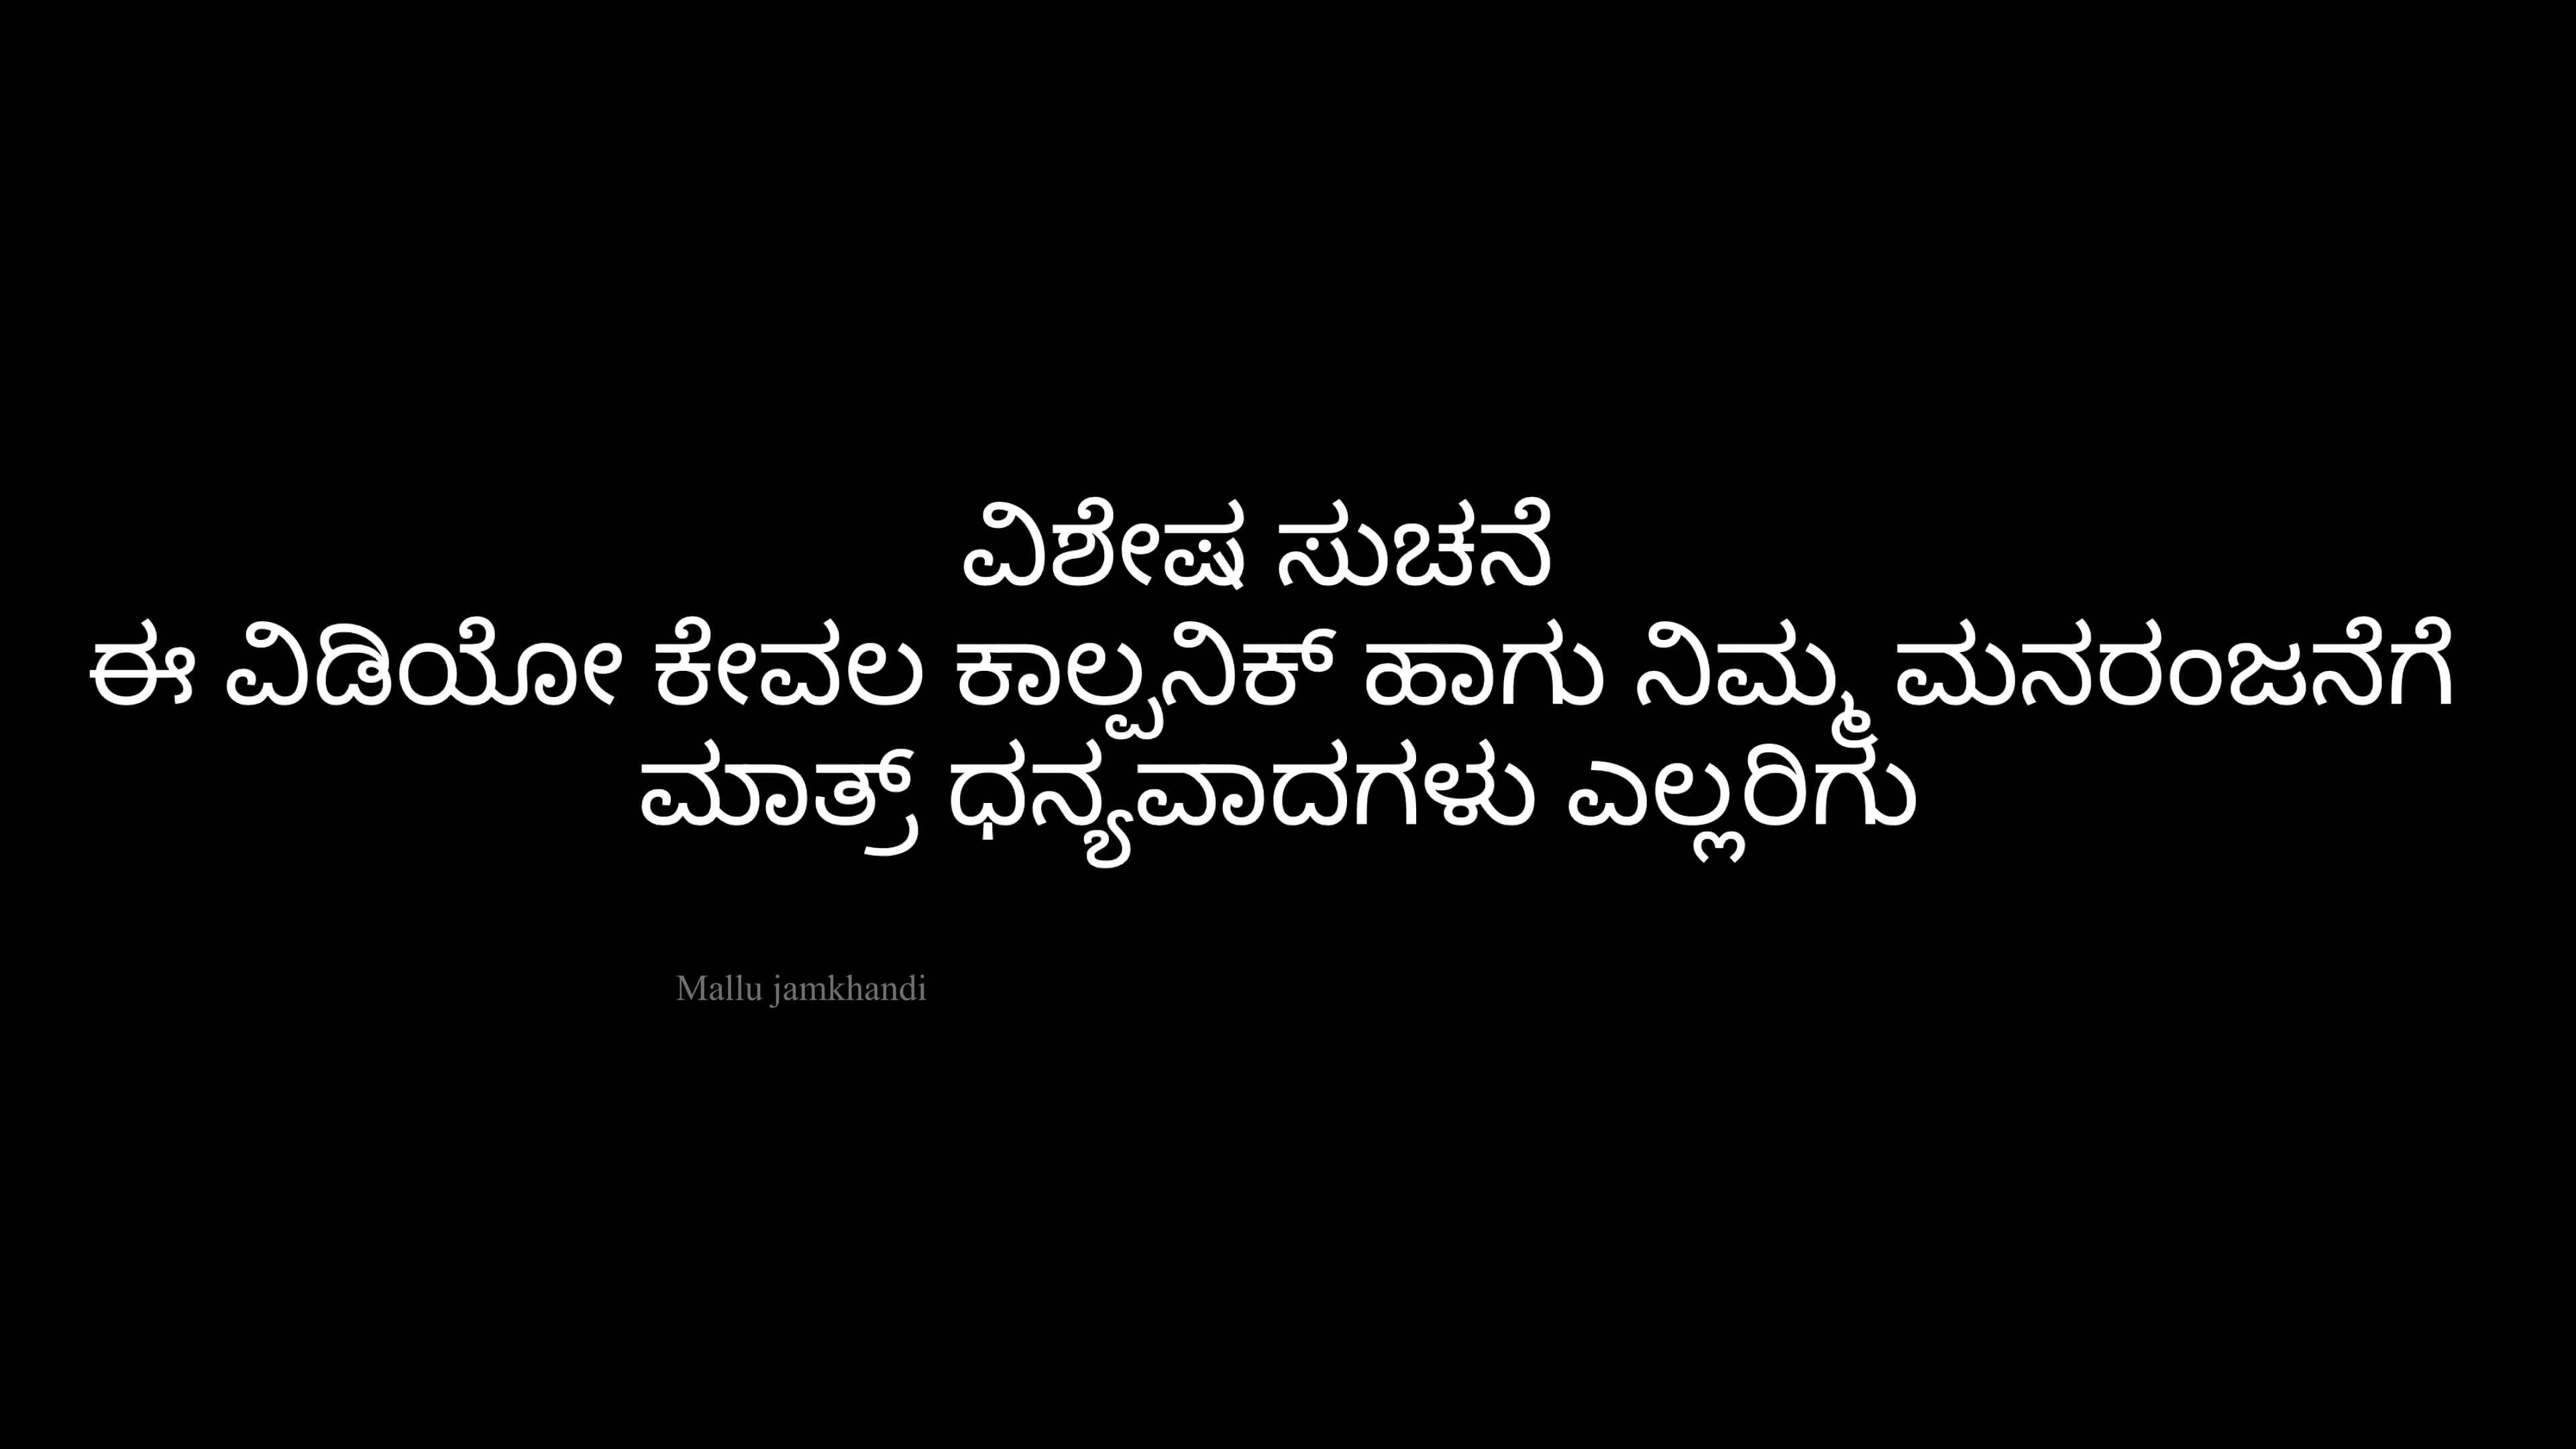 ವಿಶೇಷ ಸುಚನೆ
ಈ ವಿಡಿಯೋ ಕೇವಲ ಕಾಲ್ಪನಿಕ್ ಹಾಗು ನಿಮ್ಮ ಮನರಂಜನೆಗೆ
ಮಾತ್ರ್ ಧನ್ಯವಾದಗಳು ಎಲ್ಲರಿಗು
Mallu jamkhandi